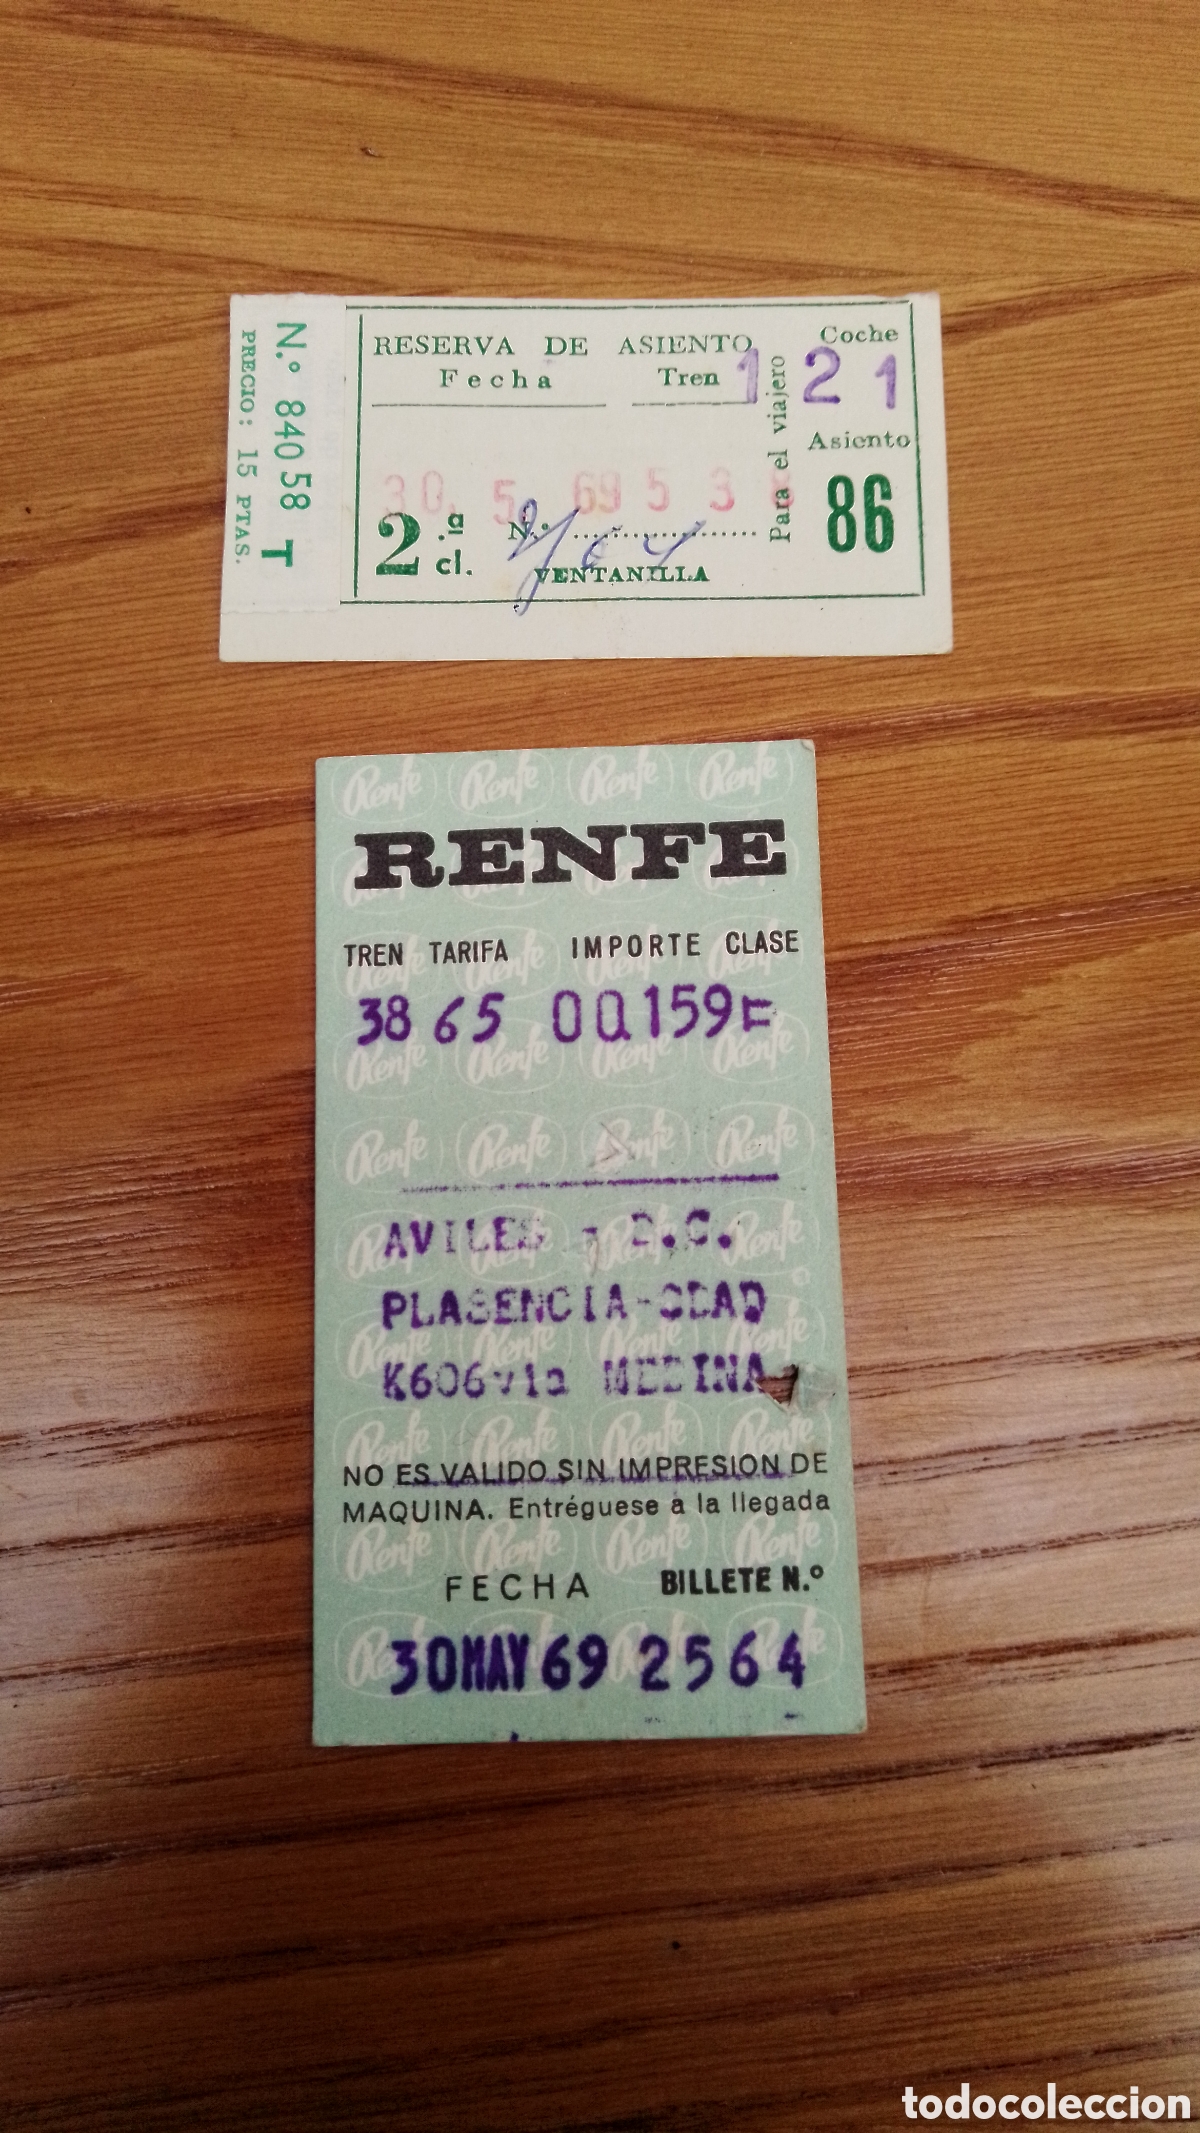 N.º 84058 T
PRECIO: 15 PTAS.
RESERVA DE ASIENTO
Fecha Tren
30. 5. 69 5 3
2.ª cl. N.º
VENTANILLA
Para el viajero
Coche
1 2 1
Asiento
86
RENFE
TREN TARIFA IMPORTE CLASE
38 65 00159
AVILES -
PLASENCIA-CDAD
K606 via MEDINA
NO ES VALIDO SIN IMPRESION DE
MAQUINA. Entréguese a la llegada
FECHA BILLETE N.º
30MAY69 2564
todocoleccion